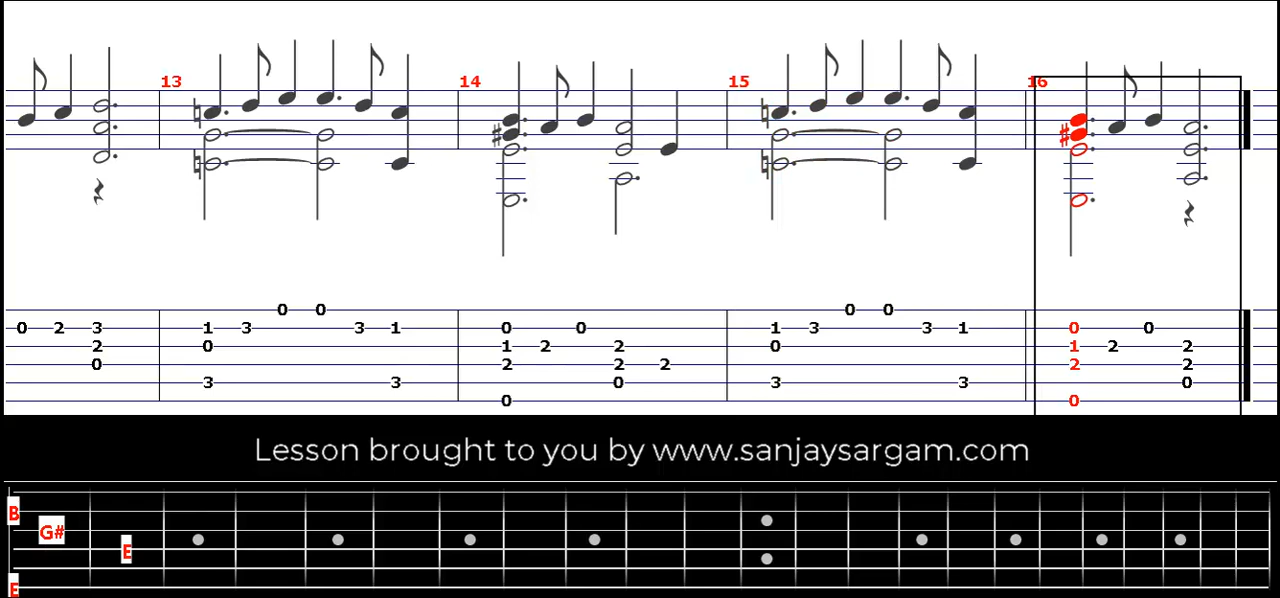 13 14 15 16
0 0 0 0
0 2 3 1 3 3 1 0 0 1 3 3 1 0 0
2 0 1 2 2 0 1 2 2
0 2 2 2 2 2
3 3 0 3 3 0
0 0
Lesson brought to you by www.sanjaysargam.com
B
G#
E
E